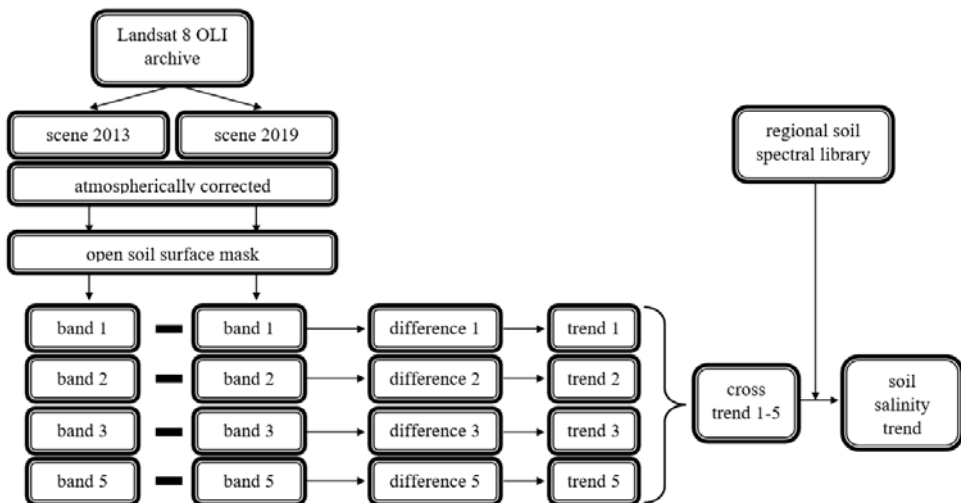 Landsat 8 OLI
archive
scene 2013
scene 2019
regional soil
spectral library
atmospherically corrected
open soil surface mask
band 1
band 1
difference 1
trend 1
band 2
band 2
difference 2
trend 2
band 3
band 3
difference 3
trend 3
band 5
band 5
difference 5
trend 5
cross
trend 1-5
soil
salinity
trend